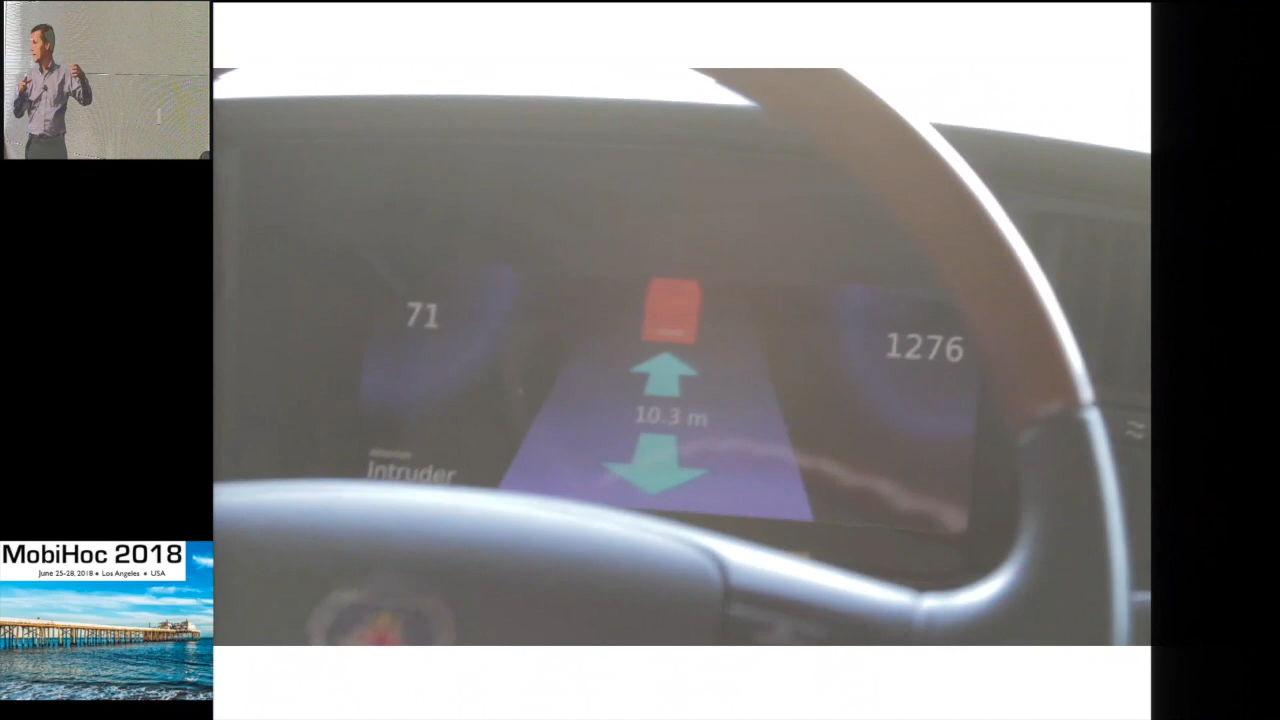 71
1276
10.3 m
Intruder
MobiHoc 2018
June 25-28, 2018 • Los Angeles • USA